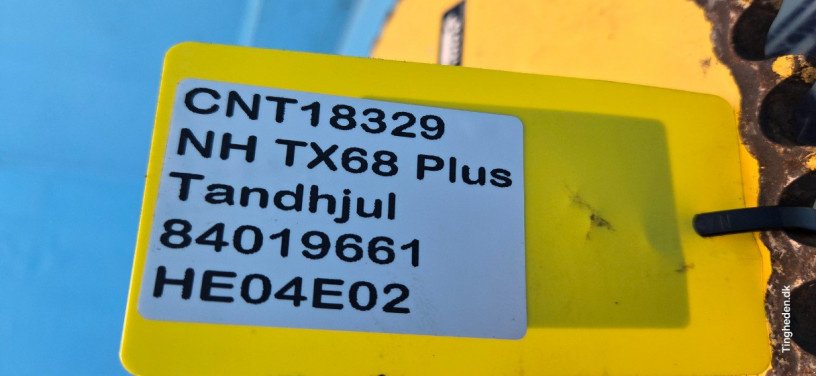 CNT18329
NH TX68 Plus
Tandhjul
84019661
HE04E02
Tingheden.dk